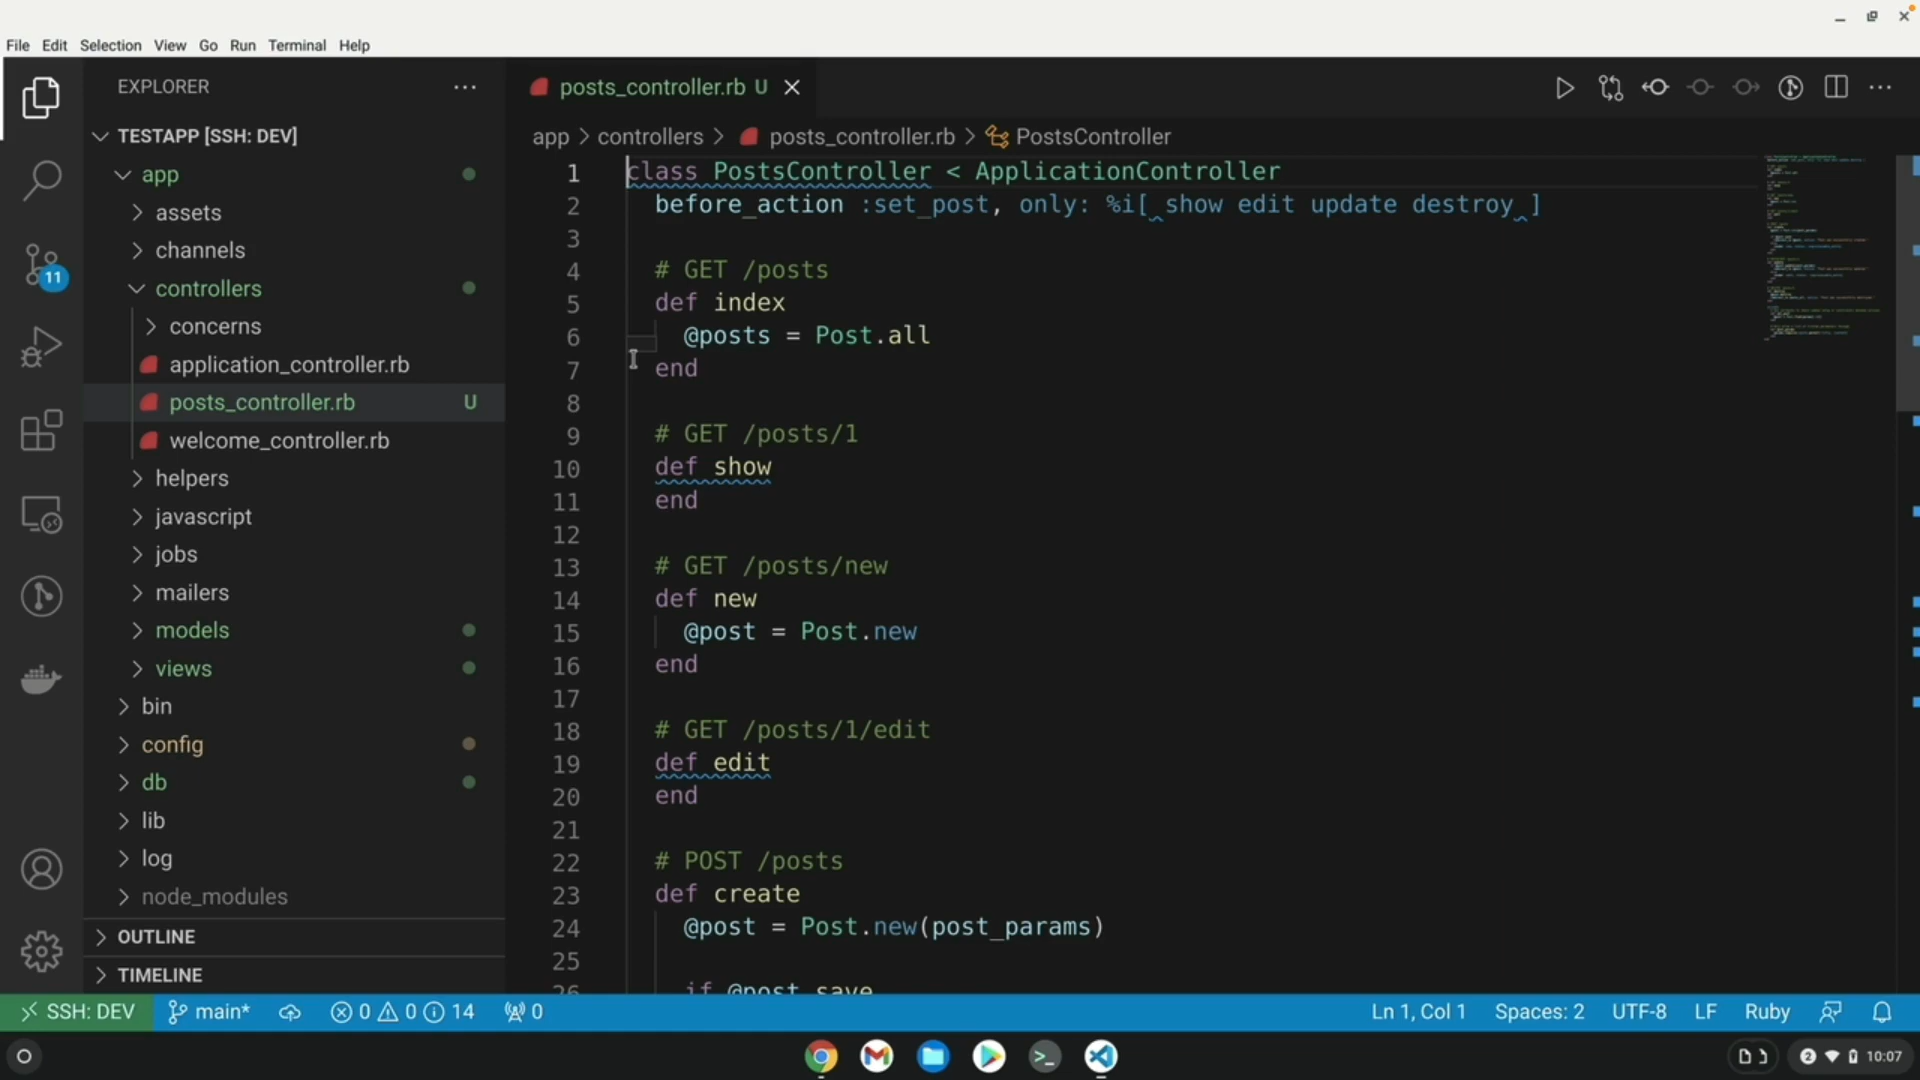 File Edit Selection View Go Run Terminal Help
EXPLORER
TESTAPP [SSH: DEV]
app
assets
channels
controllers
concerns
application_controller.rb
posts_controller.rb U
welcome_controller.rb
helpers
javascript
jobs
mailers
models
views
bin
config
db
lib
log
node_modules
OUTLINE
TIMELINE
11
posts_controller.rb U
app > controllers > posts_controller.rb > PostsController
1 class PostsController < ApplicationController
2 before_action :set_post, only: %i[ show edit update destroy ]
3
4 # GET /posts
5 def index
6 @posts = Post.all
7 end
8
9 # GET /posts/1
10 def show
11 end
12
13 # GET /posts/new
14 def new
15 @post = Post.new
16 end
17
18 # GET /posts/1/edit
19 def edit
20 end
21
22 # POST /posts
23 def create
24 @post = Post.new(post_params)
25
26 if @post.save
SSH: DEV main* 0 0 14 0 Ln 1, Col 1 Spaces: 2 UTF-8 LF Ruby
2 10:07